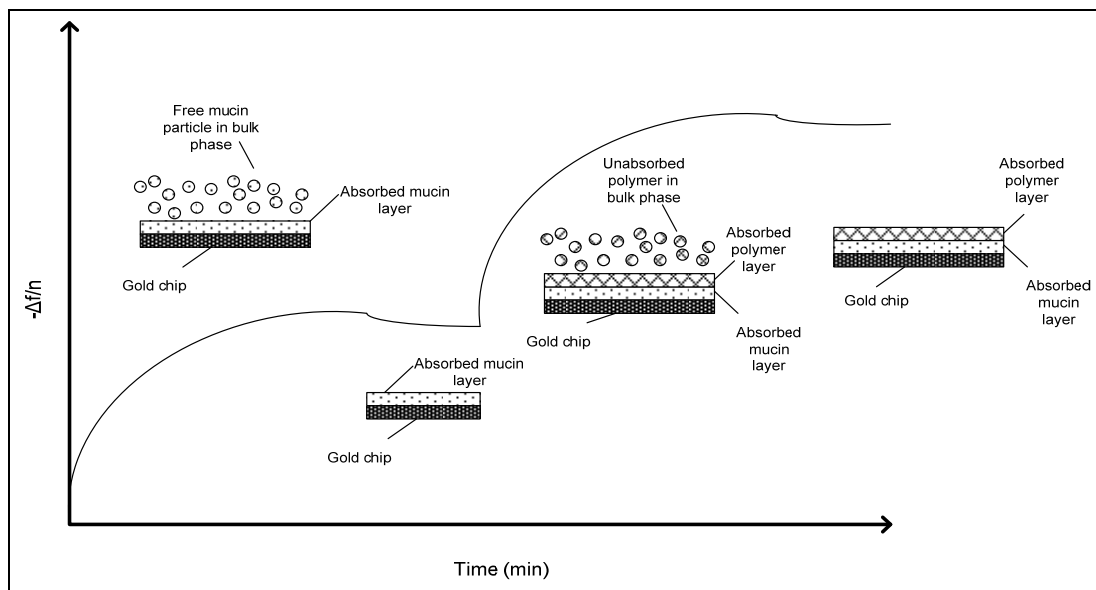 Free mucin
particle in bulk
phase
Absorbed mucin
layer
Gold chip
Absorbed mucin
layer
Gold chip
Unabsorbed
polymer in
bulk phase
Absorbed
polymer layer
Gold chip
Absorbed
mucin
layer
Absorbed
polymer
layer
Gold chip
Absorbed
mucin layer
-Δf/n
Time (min)